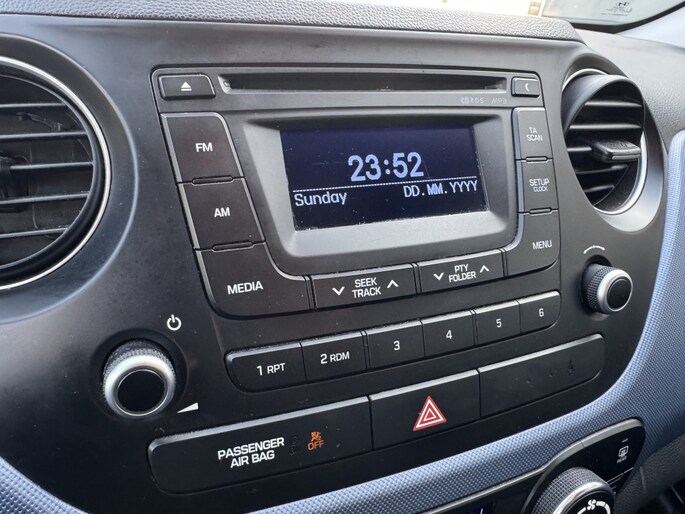 FM
AM
MEDIA
23:52
Sunday DD.MM.YYYY
TA
SCAN
SETUP
CLOCK
MENU
SEEK
TRACK
PTY
FOLDER
1 RPT
2 RDM
3
4
5
6
PASSENGER
AIR BAG
OFF